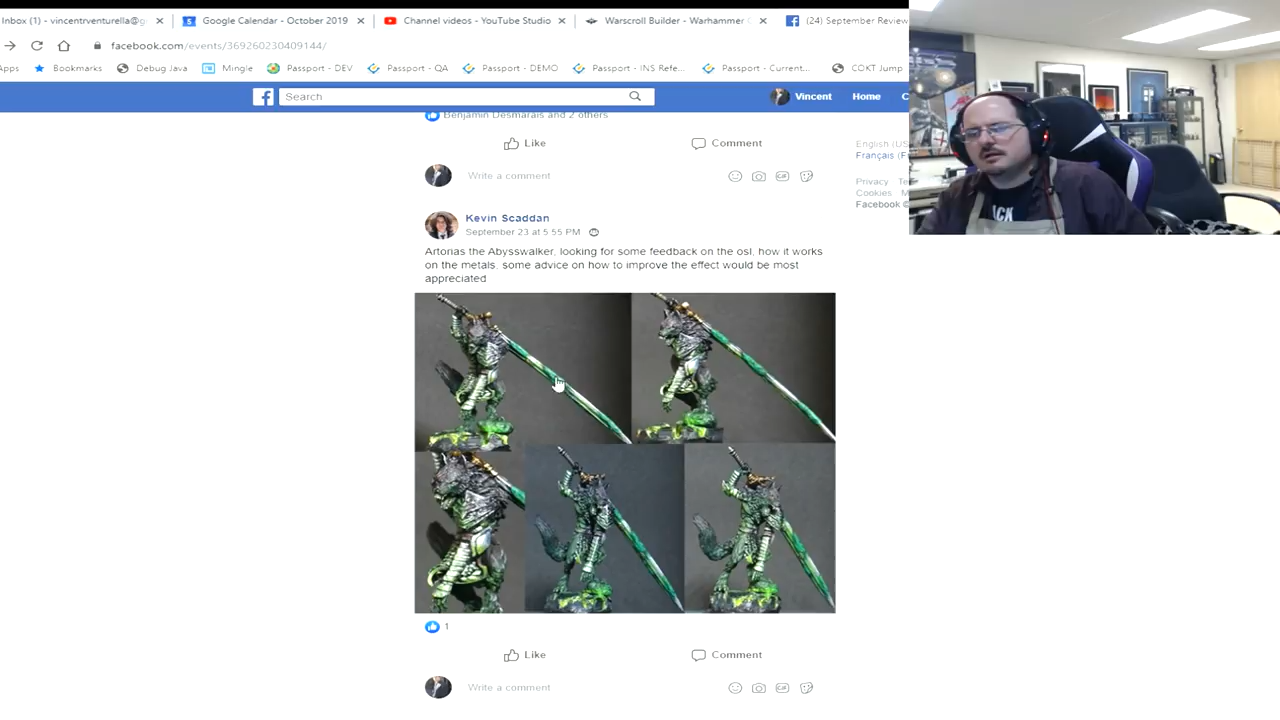 Inbox (1) - vincentrventurella@g
Google Calendar - October 2019
Channel videos - YouTube Studio
Warscroll Builder - Warhammer
(24) September Review
facebook.com/events/369260230409144/
Apps
Bookmarks
Debug Java
Mingle
Passport - DEV
Passport - QA
Passport - DEMO
Passport - INS Refe...
Passport - Current...
COKT Jump
Search
Vincent
Home
Benjamin Desmarais and 2 others
Like
Comment
Write a comment
English (US
Français (F
Privacy Te
Cookies M
Facebook ©
Kevin Scaddan
September 23 at 5:55 PM
Artorias the Abysswalker, looking for some feedback on the osl, how it works
on the metals. some advice on how to improve the effect would be most
appreciated
1
Like
Comment
Write a comment